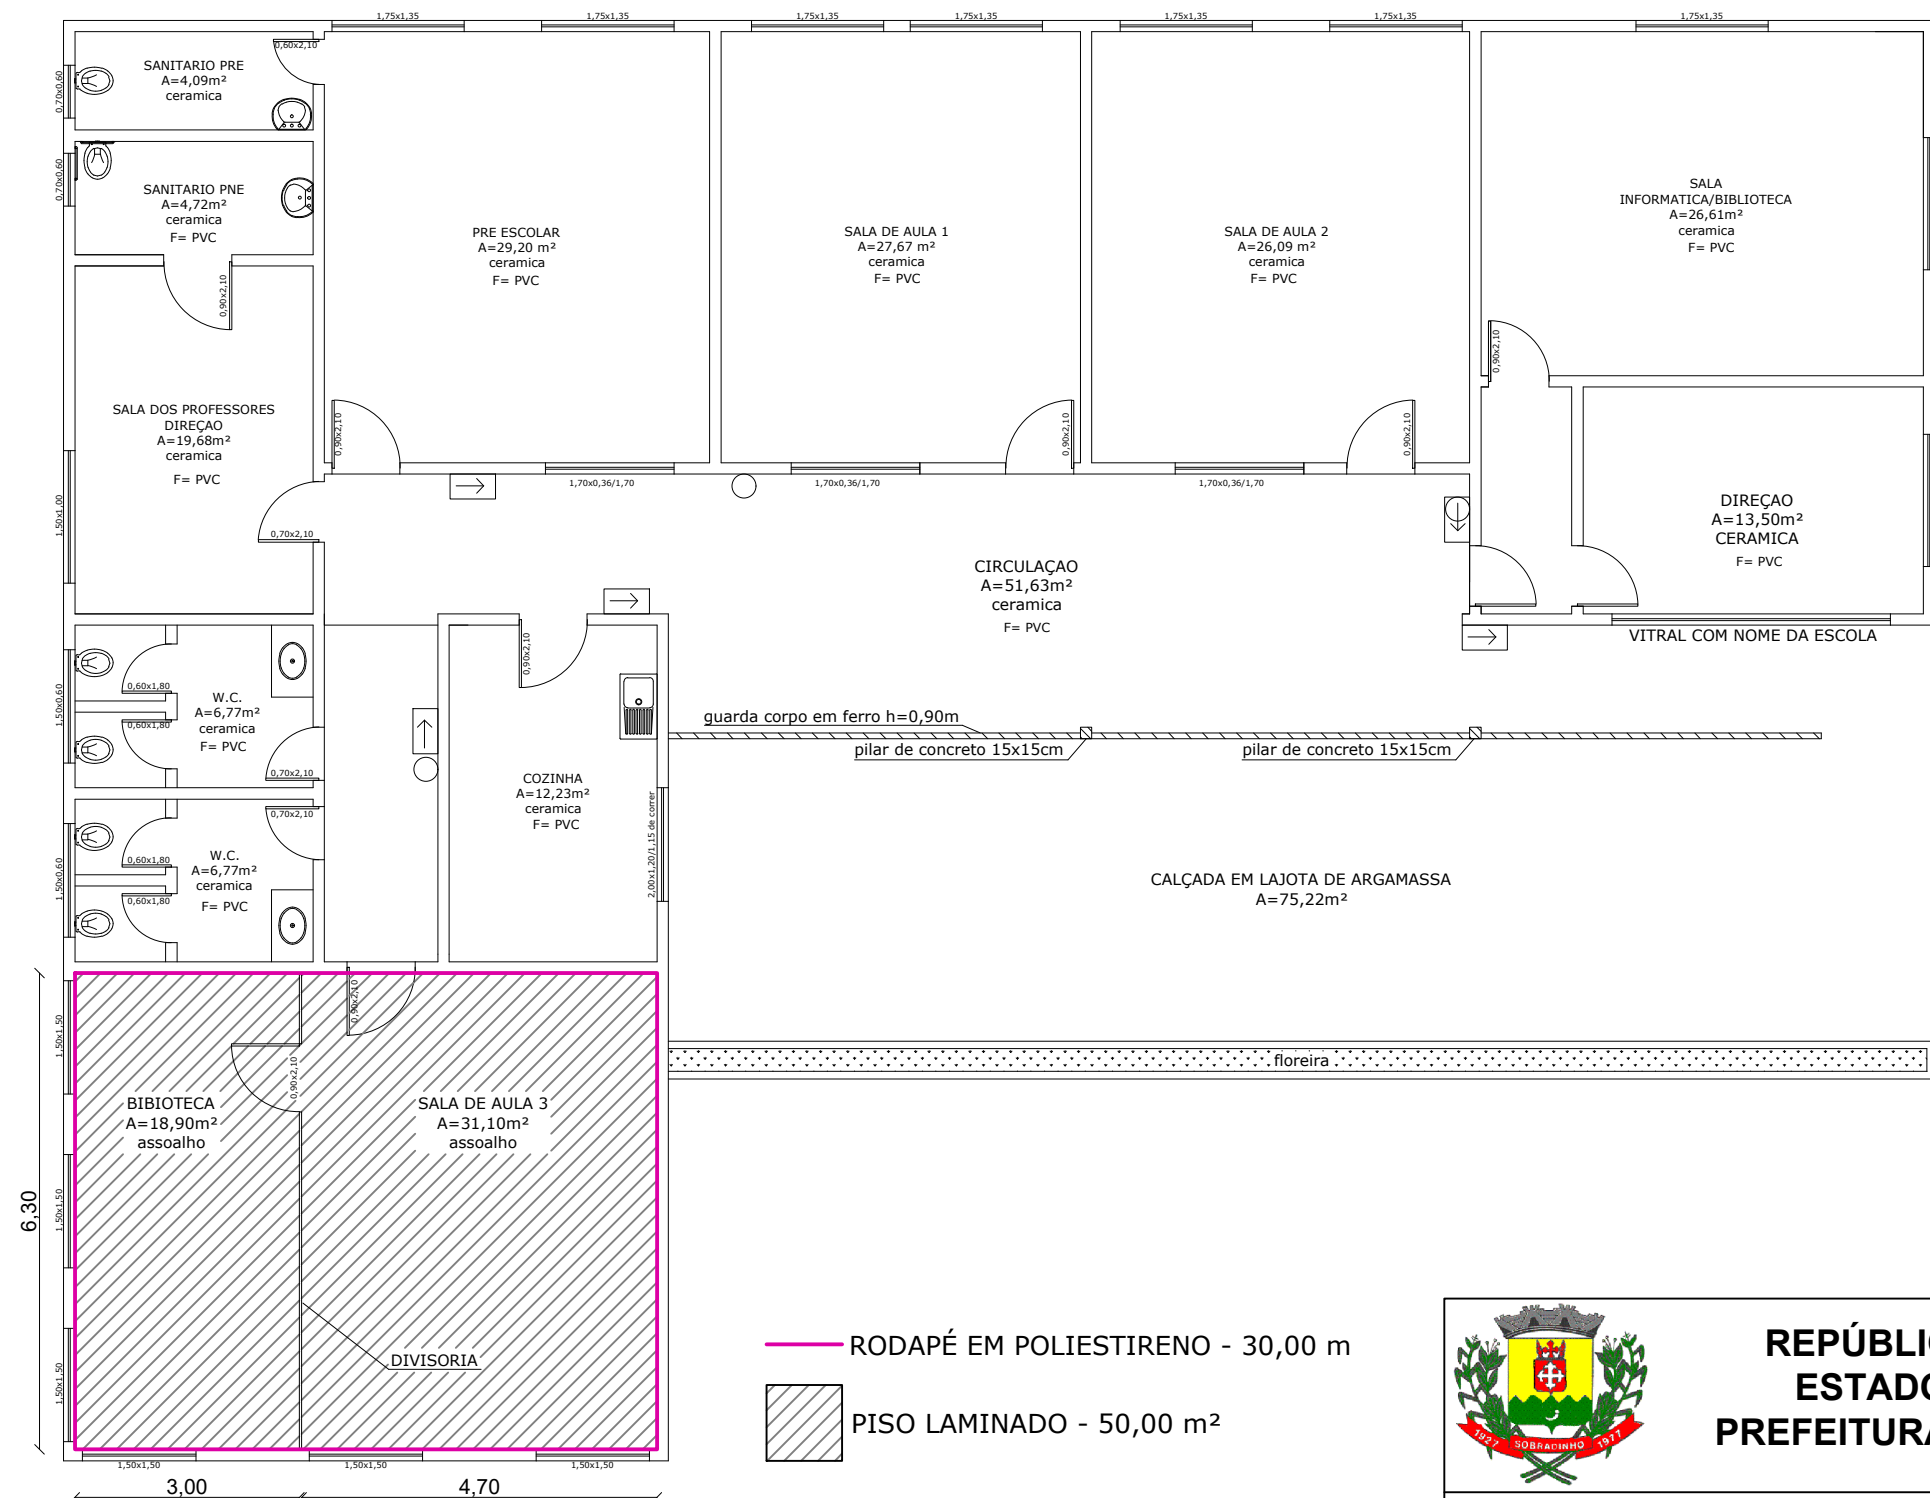 1,75x1,35
1,75x1,35
1,75x1,35
1,75x1,35
1,75x1,35
1,75x1,35
1,75x1,35
0,70x0,60
SANITARIO PRE
A=4,09m²
ceramica
0,60x2,10
0,70x0,60
SANITARIO PNE
A=4,72m²
ceramica
F= PVC
0,90x2,10
PRE ESCOLAR
A=29,20 m²
ceramica
F= PVC
0,90x2,10
SALA DE AULA 1
A=27,67 m²
ceramica
F= PVC
0,90x2,10
SALA DE AULA 2
A=26,09 m²
ceramica
F= PVC
0,90x2,10
SALA
INFORMATICA/BIBLIOTECA
A=26,61m²
ceramica
F= PVC
0,90x2,10
SALA DOS PROFESSORES
DIREÇAO
A=19,68m²
ceramica
F= PVC
1,50x1,00
0,70x2,10
1,70x0,36/1,70
1,70x0,36/1,70
1,70x0,36/1,70
DIREÇAO
A=13,50m²
CERAMICA
F= PVC
CIRCULAÇAO
A=51,63m²
ceramica
F= PVC
VITRAL COM NOME DA ESCOLA
1,50x0,60
0,60x1,80
0,60x1,80
W.C.
A=6,77m²
ceramica
F= PVC
0,70x2,10
0,90x2,10
guarda corpo em ferro h=0,90m
pilar de concreto 15x15cm
pilar de concreto 15x15cm
COZINHA
A=12,23m²
ceramica
F= PVC
2,00x1,20/1,15 de correr
1,50x0,60
0,60x1,80
0,60x1,80
W.C.
A=6,77m²
ceramica
F= PVC
0,70x2,10
CALÇADA EM LAJOTA DE ARGAMASSA
A=75,22m²
0,90x2,10
1,50x1,50
0,90x2,10
floreira
BIBIOTECA
A=18,90m²
assoalho
SALA DE AULA 3
A=31,10m²
assoalho
6,30
1,50x1,50
1,50x1,50
DIVISORIA
1,50x1,50
1,50x1,50
1,50x1,50
3,00
4,70
RODAPÉ EM POLIESTIRENO - 30,00 m
PISO LAMINADO - 50,00 m²
1927 SOBRADINHO 1977
REPÚBLIC
ESTADO
PREFEITURA